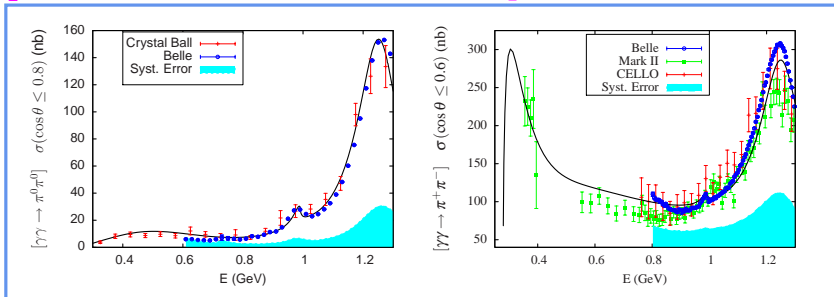 [γγ → π⁰π⁰] σ(cos θ ≤ 0.8) (nb)
160
140
120
100
80
60
40
20
0
Crystal Ball
Belle
Syst. Error
0.4 0.6 0.8 1 1.2
E (GeV)
[γγ → π⁺π⁻] σ(cos θ ≤ 0.6) (nb)
300
250
200
150
100
50
Belle
Mark II
CELLO
Syst. Error
0.4 0.6 0.8 1 1.2
E (GeV)